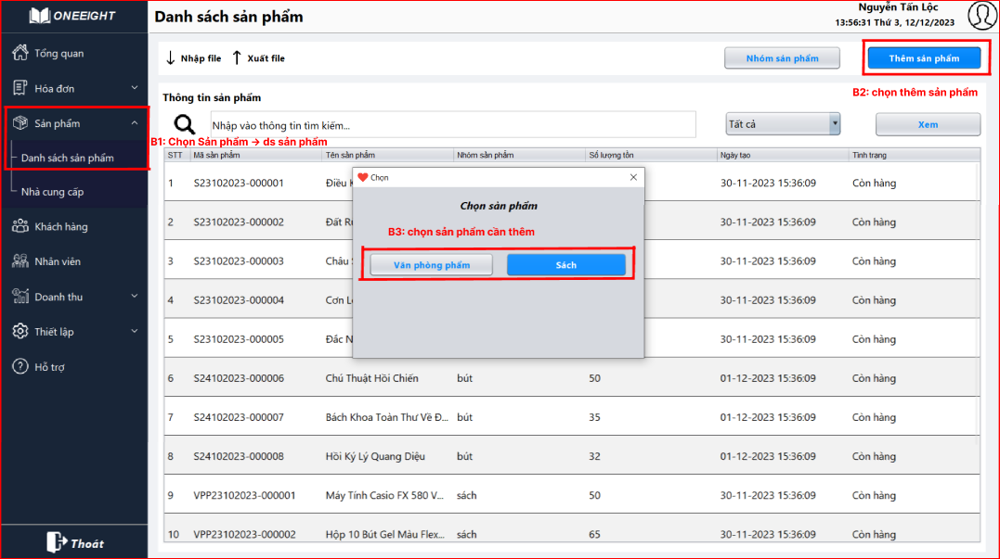 ONEEIGHT
Danh sách sản phẩm
Nguyễn Tấn Lộc
13:56:31 Thứ 3, 12/12/2023
Tổng quan
Hóa đơn
Sản phẩm
Danh sách sản phẩm
Nhà cung cấp
Khách hàng
Nhân viên
Doanh thu
Thiết lập
Hỗ trợ
Thoát
Nhập file
Xuất file
Nhóm sản phẩm
Thêm sản phẩm
B2: chọn thêm sản phẩm
Thông tin sản phẩm
Nhập vào thông tin tìm kiếm...
Tất cả
Xem
B1: Chọn Sản phẩm → ds sản phẩm
STT Mã sản phẩm Tên sản phẩm Nhóm sản phẩm Số lượng tồn Ngày tạo Tình trạng
1 S23102023-000001 Điều 30-11-2023 15:36:09 Còn hàng
2 S23102023-000002 Đất 30-11-2023 15:36:09 Còn hàng
3 S23102023-000003 Châu 30-11-2023 15:36:09 Còn hàng
4 S23102023-000004 Cơn 30-11-2023 15:36:09 Còn hàng
5 S23102023-000005 Đắc 30-11-2023 15:36:09 Còn hàng
6 S24102023-000006 Chú Thuật Hồi Chiến bút 50 01-12-2023 15:36:09 Còn hàng
7 S24102023-000007 Bách Khoa Toàn Thư Về Đ... bút 35 01-12-2023 15:36:09 Còn hàng
8 S24102023-000008 Hồi Ký Lý Quang Diệu bút 32 01-12-2023 15:36:09 Còn hàng
9 VPP23102023-000001 Máy Tính Casio FX 580 V... sách 50 30-11-2023 15:36:09 Còn hàng
10 VPP23102023-000002 Hộp 10 Bút Gel Màu Flex... sách 65 30-11-2023 15:36:09 Còn hàng
Chọn
Chọn sản phẩm
B3: chọn sản phẩm cần thêm
Văn phòng phẩm
Sách